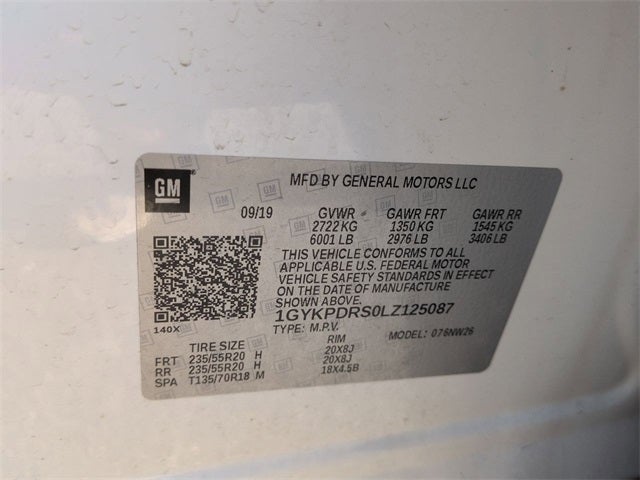 GM
MFD BY GENERAL MOTORS LLC
09/19 GVWR GAWR FRT GAWR RR
2722 KG 1350 KG 1545 KG
6001 LB 2976 LB 3406 LB
THIS VEHICLE CONFORMS TO ALL
APPLICABLE U.S. FEDERAL MOTOR
VEHICLE SAFETY STANDARDS IN EFFECT
ON THE DATE OF MANUFACTURE
SHOWN ABOVE.
1GYKPDRS0LZ125087
140X
TYPE: M.P.V. MODEL: 076NW26
TIRE SIZE RIM
FRT 235/55R20 H 20X8J
RR 235/55R20 H 20X8J
SPA T135/70R18 M 18X4.5B